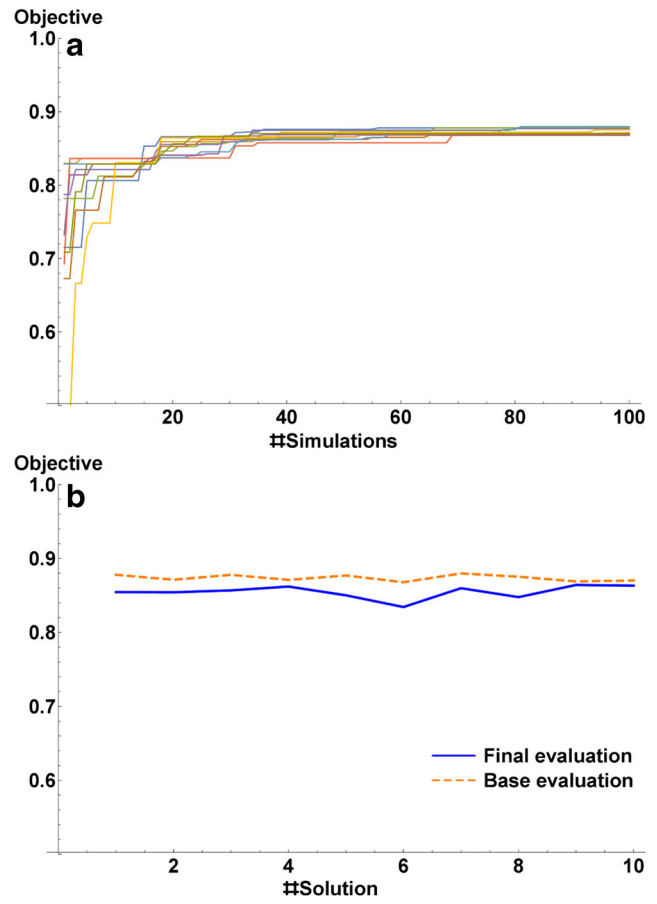 Objective
1.0
a
0.9
0.8
0.7
0.6
20 40 60 80 100
#Simulations
Objective
1.0
b
0.9
0.8
0.7
Final evaluation
0.6
Base evaluation
2 4 6 8 10
#Solution